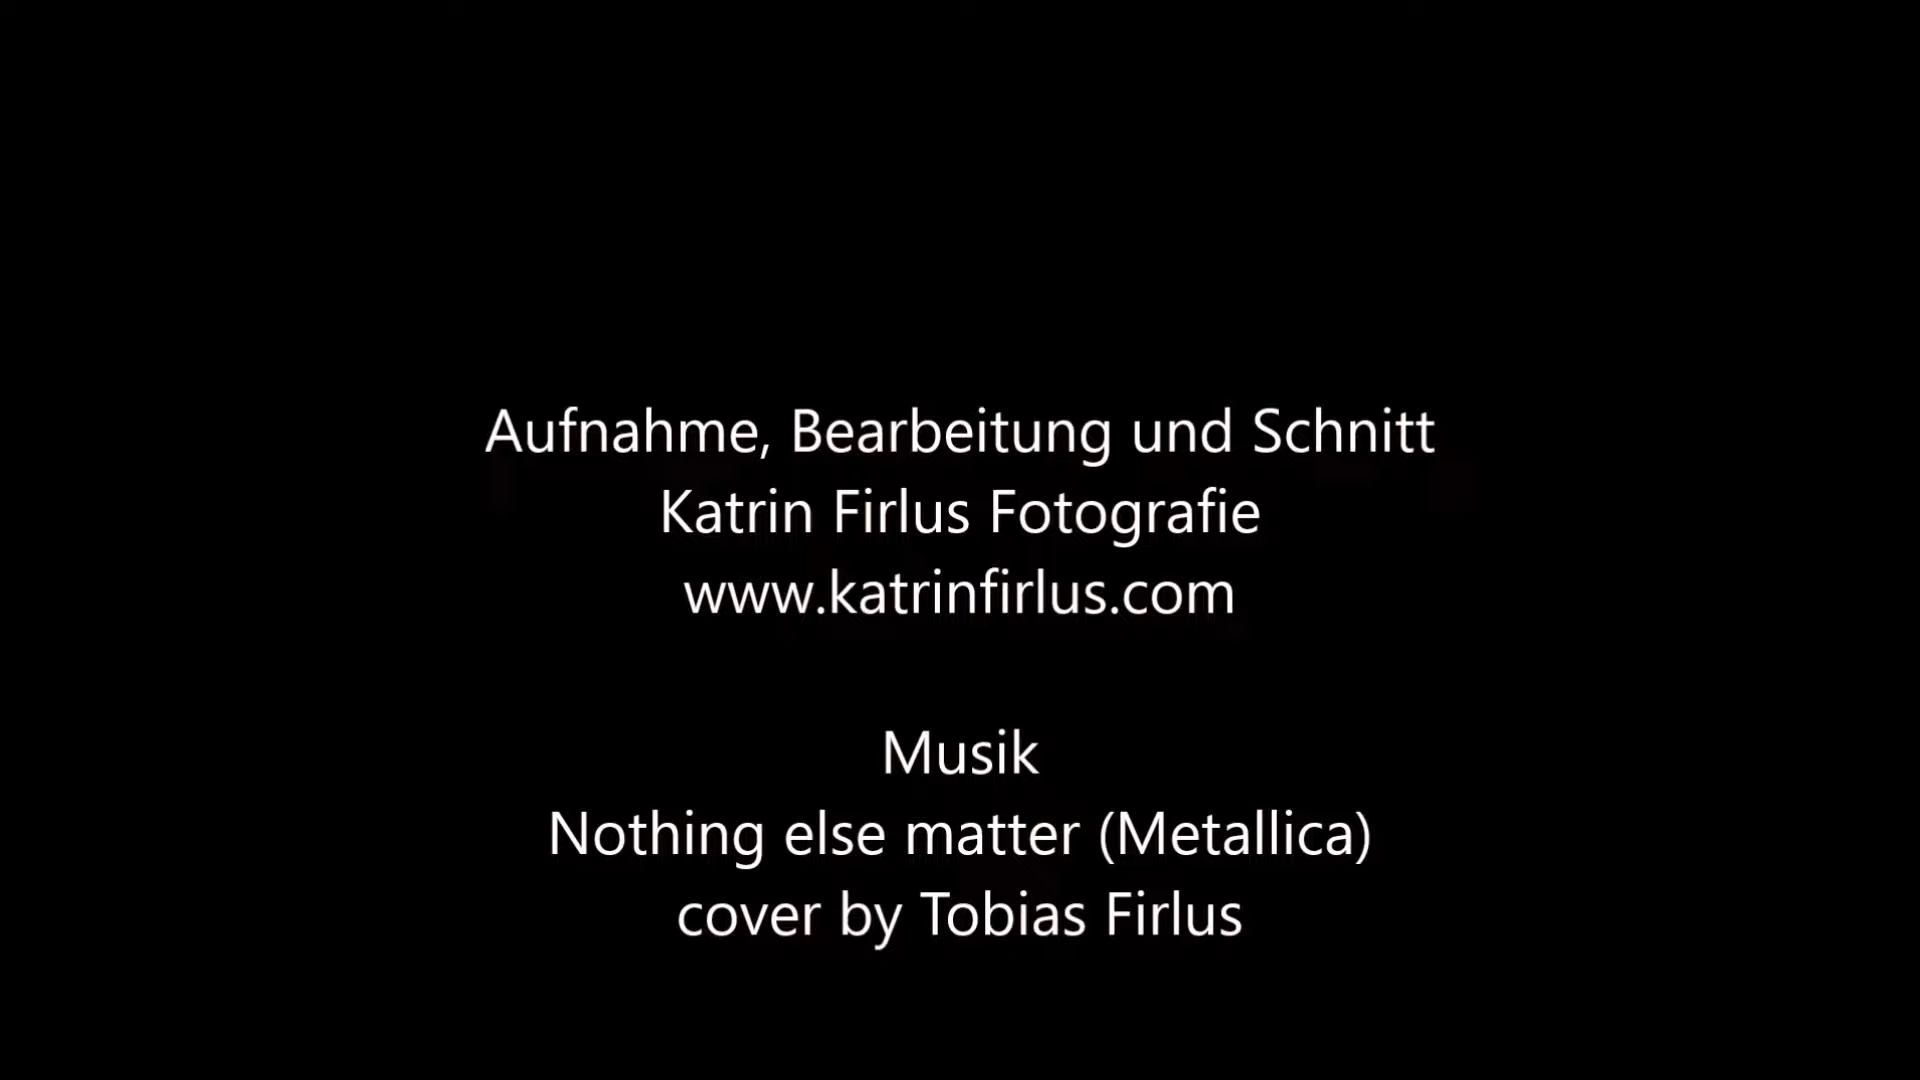 Aufnahme, Bearbeitung und Schnitt
Katrin Firlus Fotografie
www.katrinfirlus.com
Musik
Nothing else matter (Metallica)
cover by Tobias Firlus